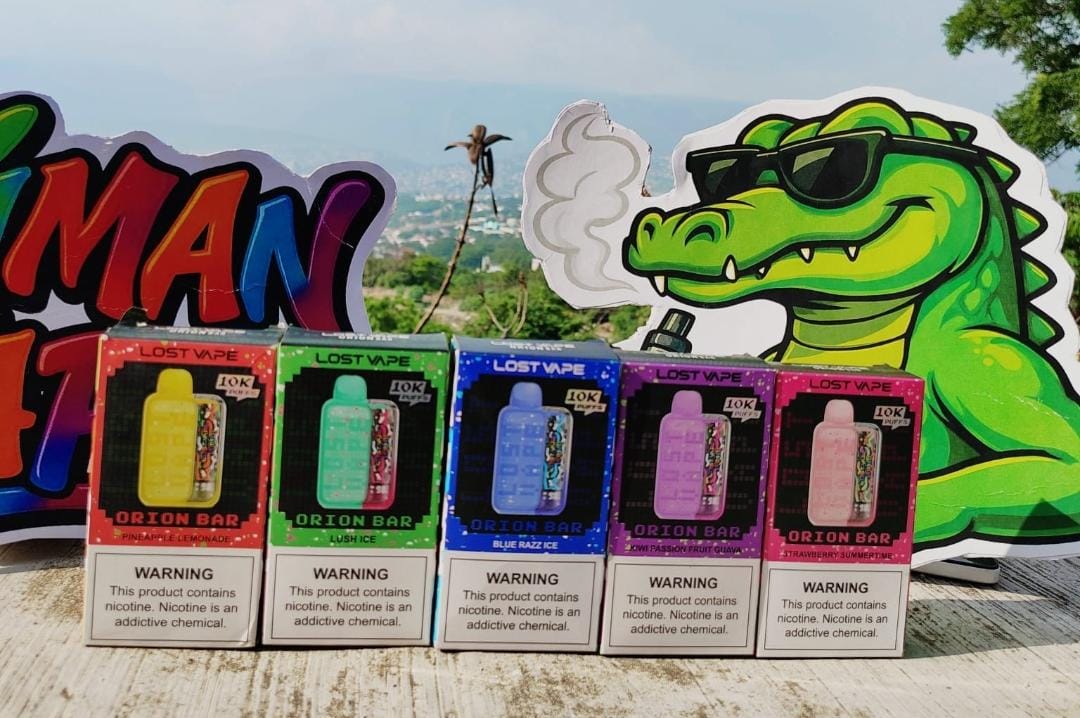 MAN
LOST VAPE
10K
PUFFS
ORION BAR
PINEAPPLE LEMONADE
WARNING
This product contains
nicotine. Nicotine is an
addictive chemical.
LOST VAPE
10K
PUFFS
ORION BAR
LUSH ICE
WARNING
This product contains
nicotine. Nicotine is an
addictive chemical.
LOST VAPE
10K
PUFFS
ORION BAR
BLUE RAZZ ICE
WARNING
This product contains
nicotine. Nicotine is an
addictive chemical.
LOST VAPE
10K
PUFFS
ORION BAR
KIWI PASSION FRUIT GUAVA
WARNING
This product contains
nicotine. Nicotine is an
addictive chemical.
LOST VAPE
10K
PUFFS
ORION BAR
STRAWBERRY SUMMERTIME
WARNING
This product contains
nicotine. Nicotine is an
addictive chemical.